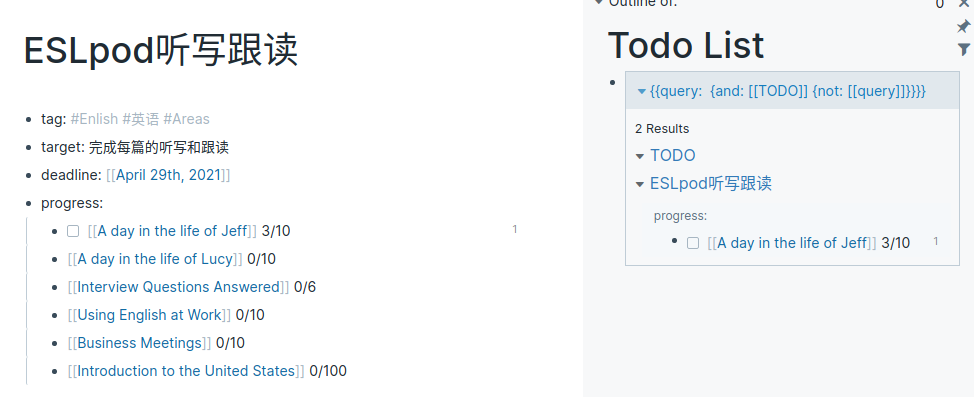 ESLpod听写跟读
tag: #Enlish #英语 #Areas
target: 完成每篇的听写和跟读
deadline: [[April 29th, 2021]]
progress:
[[A day in the life of Jeff]] 3/10 1
[[A day in the life of Lucy]] 0/10
[[Interview Questions Answered]] 0/6
[[Using English at Work]] 0/10
[[Business Meetings]] 0/10
[[Introduction to the United States]] 0/100
Outline of: 0
Todo List
{{query: {and: [[TODO]] {not: [[query]]}}}}
2 Results
TODO
ESLpod听写跟读
progress:
[[A day in the life of Jeff]] 3/10 1